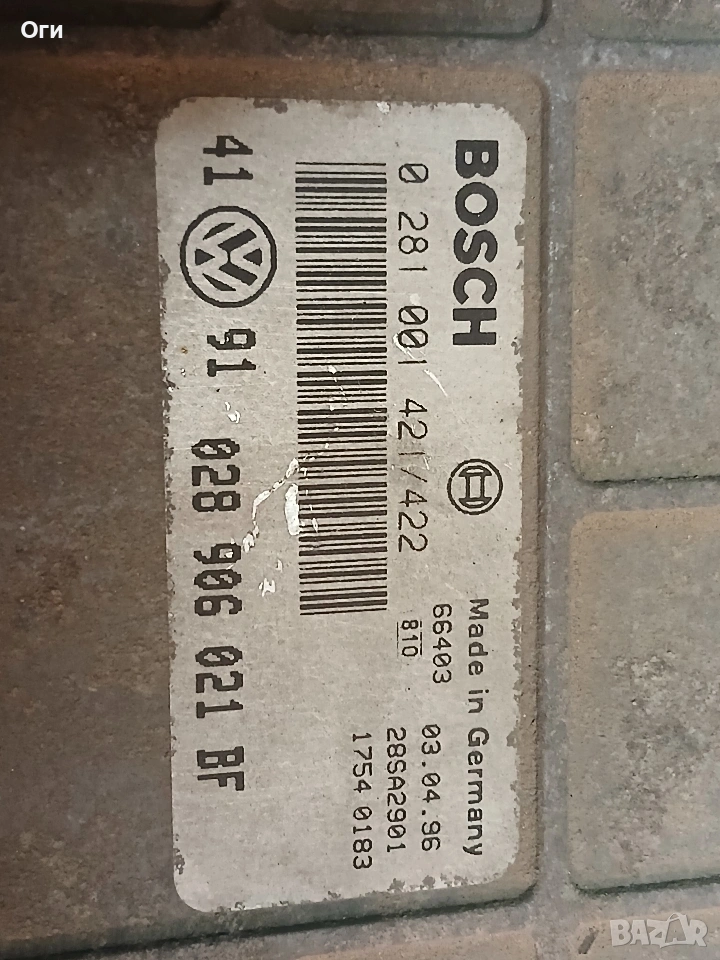 Оги
BOSCH
Made in Germany
0 281 001 421/422
66403
03.04.96
810
28SA2901
1754 0183
41 91 028 906 021 BF
BAZAR